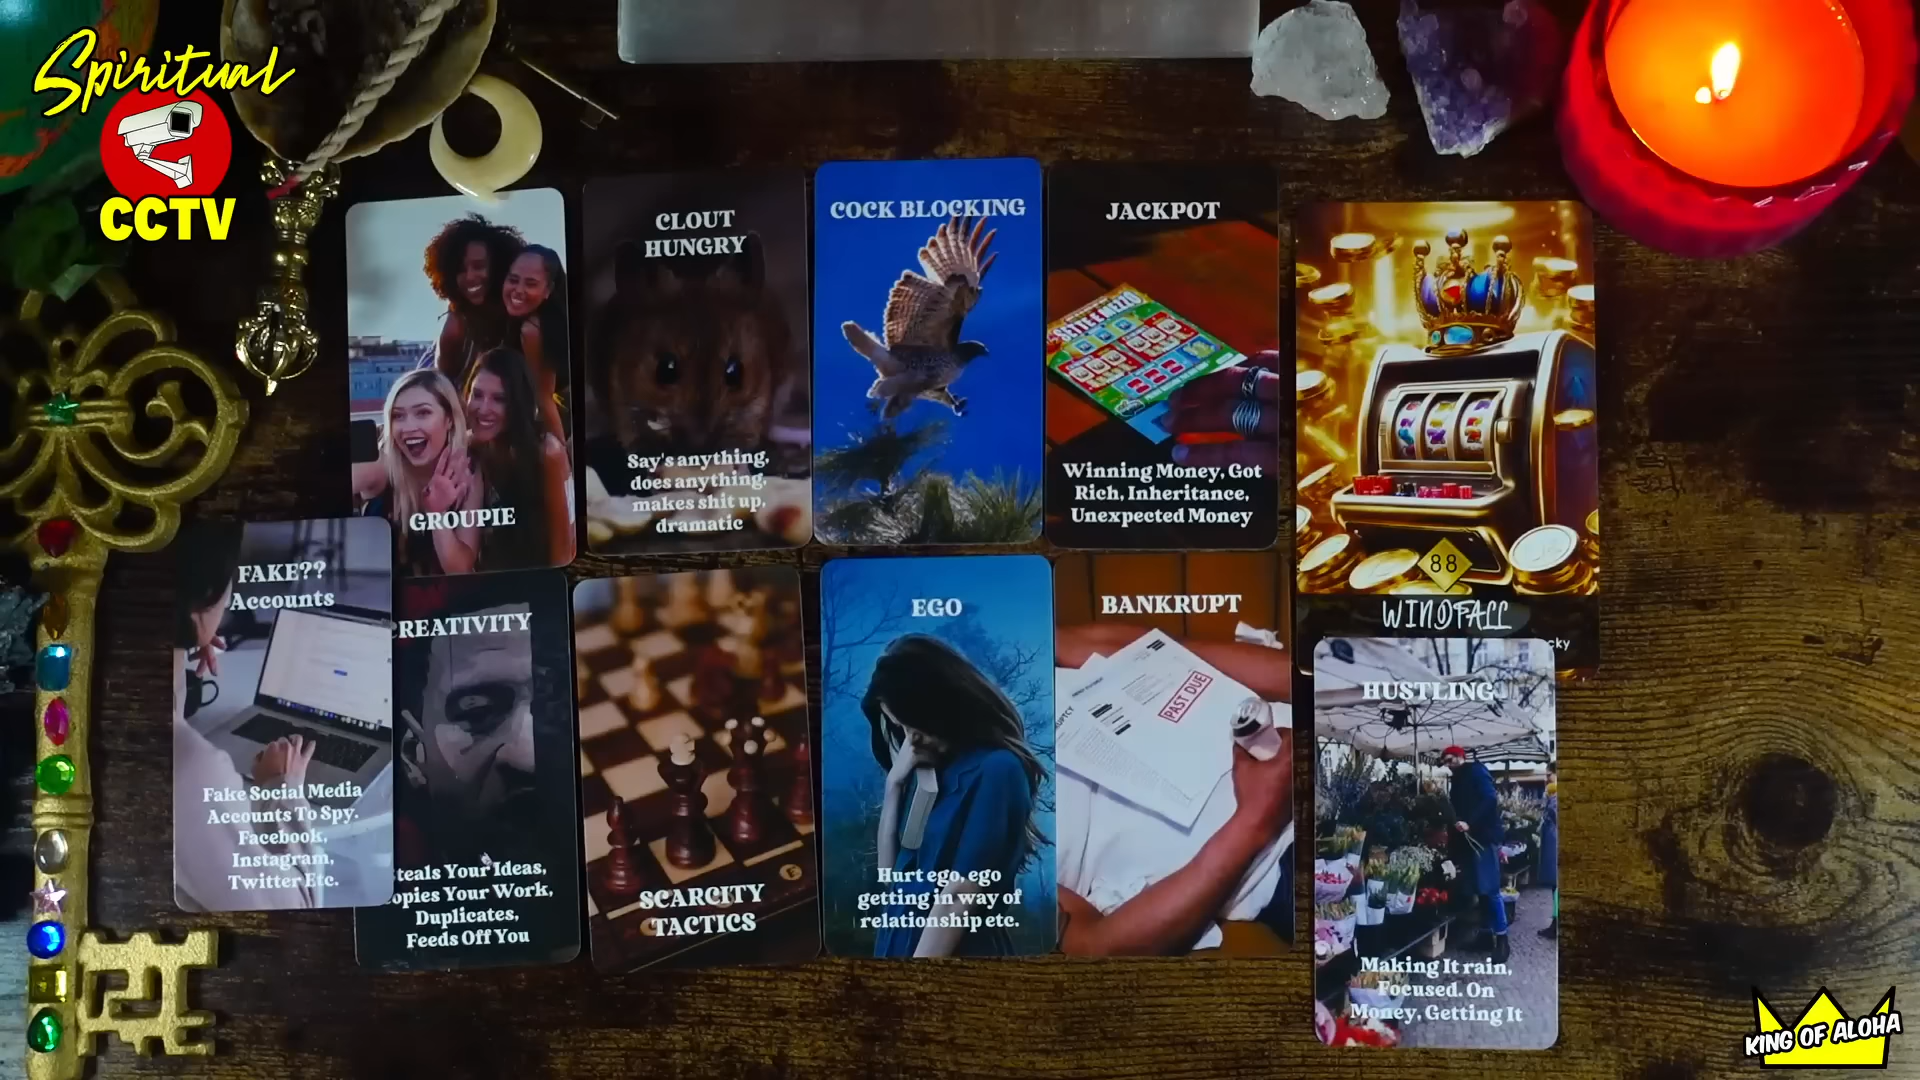 Spiritual
CCTV
GROUPIE
CLOUT
HUNGRY
Say's anything,
does anything,
makes shit up,
dramatic
COCK BLOCKING
JACKPOT
Winning Money, Got
Rich, Inheritance,
Unexpected Money
88
WINDFALL
cky
FAKE??
Accounts
Fake Social Media
Accounts To Spy.
Facebook,
Instagram,
Twitter Etc.
REATIVITY
teals Your Ideas,
opies Your Work,
Duplicates,
Feeds Off You
SCARCITY
TACTICS
EGO
Hurt ego, ego
getting in way of
relationship etc.
BANKRUPT
PAST DUE
HUSTLING
Making It rain,
Focused. On
Money, Getting It
KING OF ALOHA